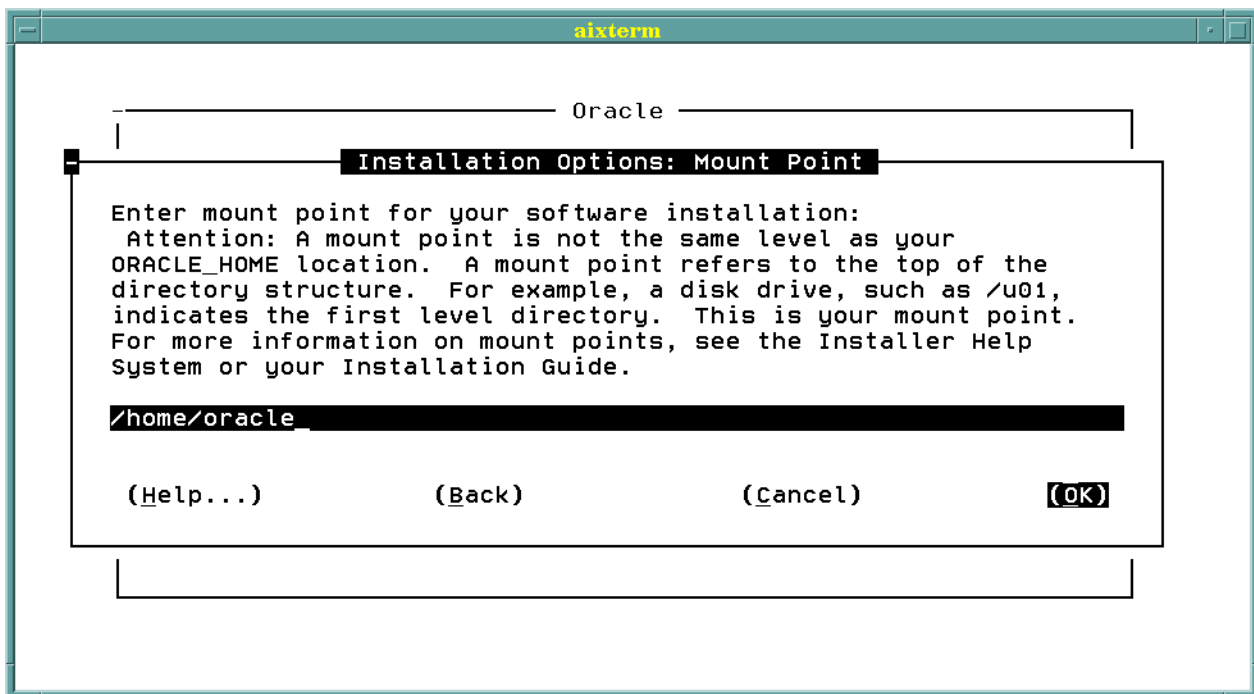 aixterm
Oracle
Installation Options: Mount Point
Enter mount point for your software installation:
Attention: A mount point is not the same level as your
ORACLE_HOME location.  A mount point refers to the top of the
directory structure.  For example, a disk drive, such as /u01,
indicates the first level directory.  This is your mount point.
For more information on mount points, see the Installer Help
System or your Installation Guide.
/home/oracle_
(Help...) (Back) (Cancel) (OK)